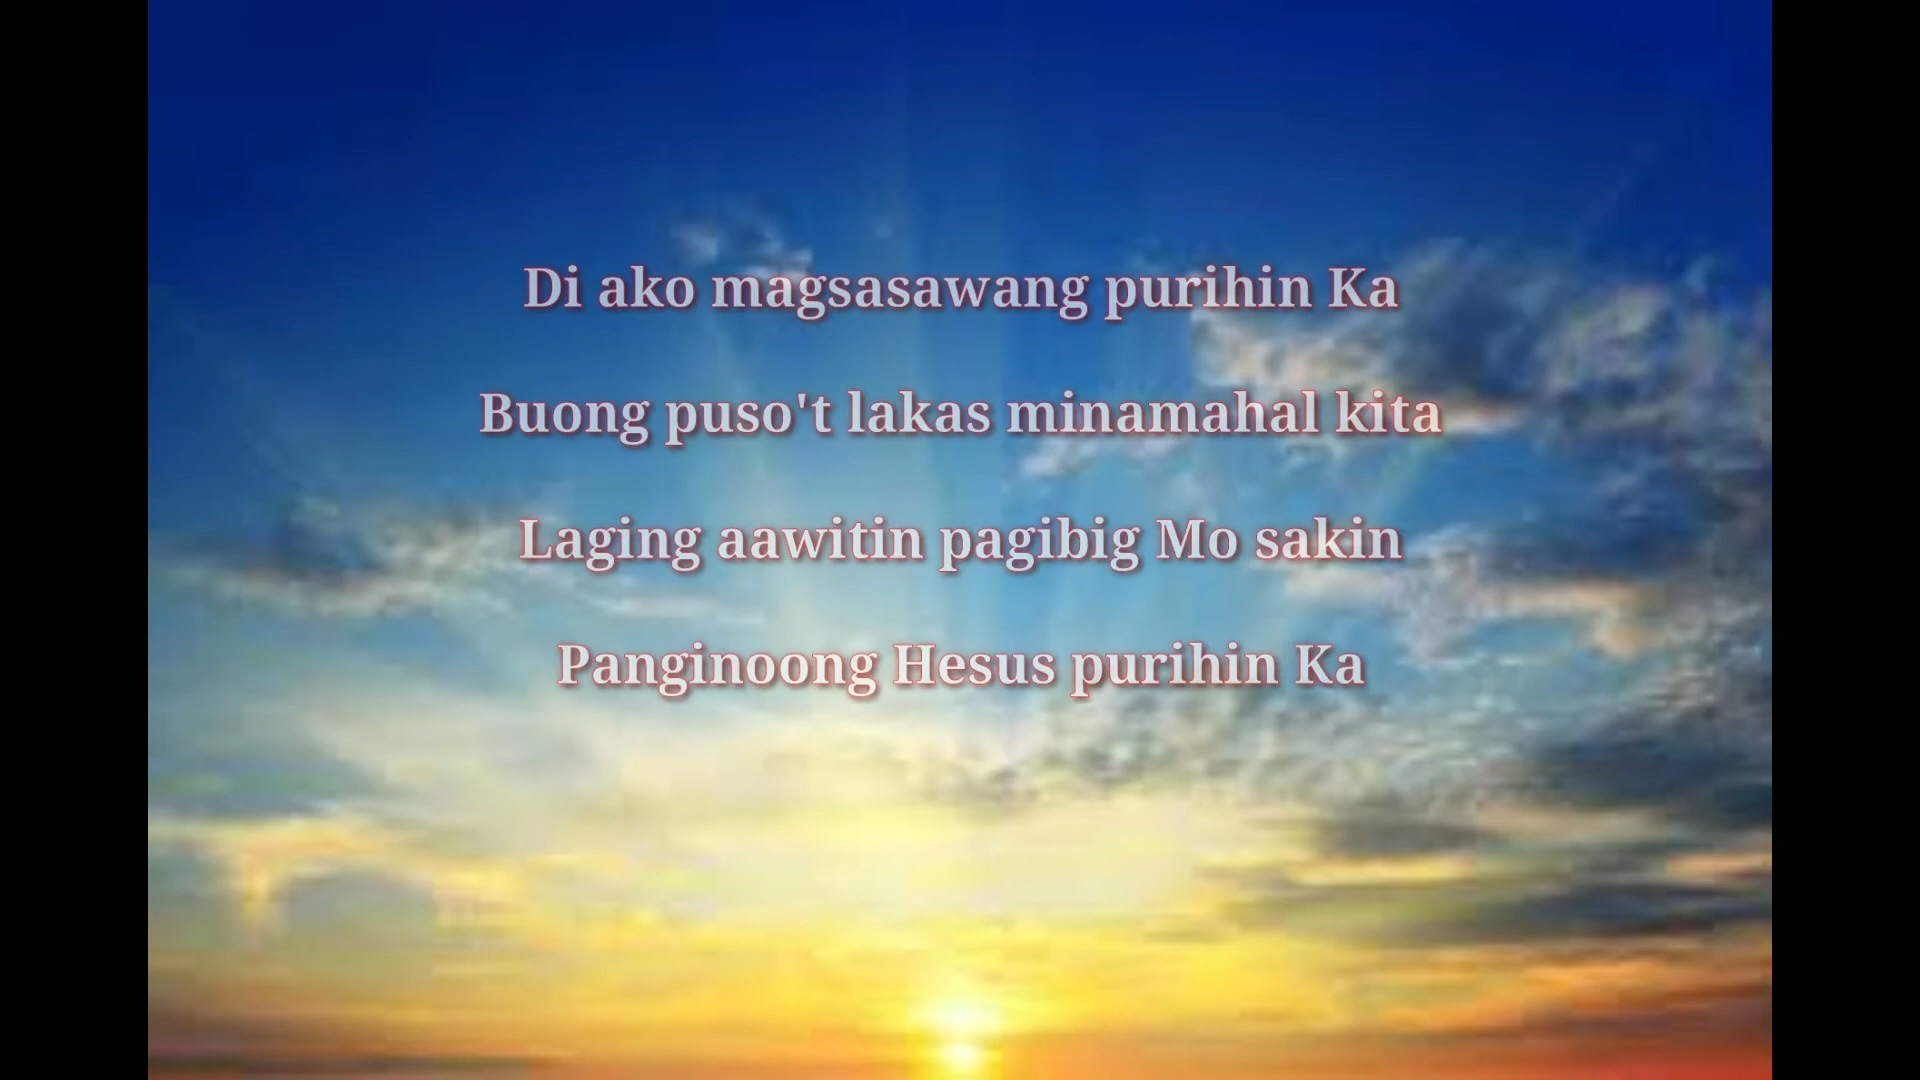 Di ako magsasawang purihin Ka
Buong puso't lakas minamahal kita
Laging aawitin pagibig Mo sakin
Panginoong Hesus purihin Ka